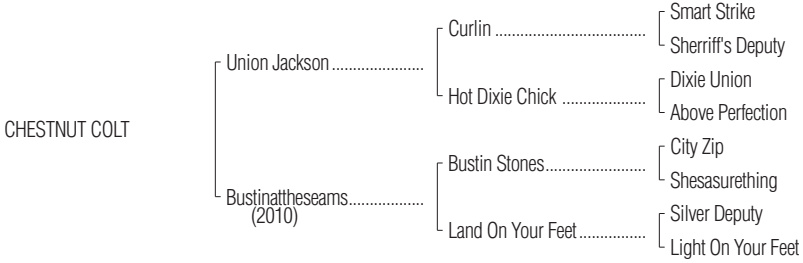 Smart Strike
Curlin ...................................
Sherriff's Deputy
Union Jackson ......................
Dixie Union
Hot Dixie Chick ....................
Above Perfection
CHESTNUT COLT
City Zip
Bustin Stones........................
Shesasurething
Bustinattheseams..................
(2010)
Silver Deputy
Land On Your Feet................
Light On Your Feet